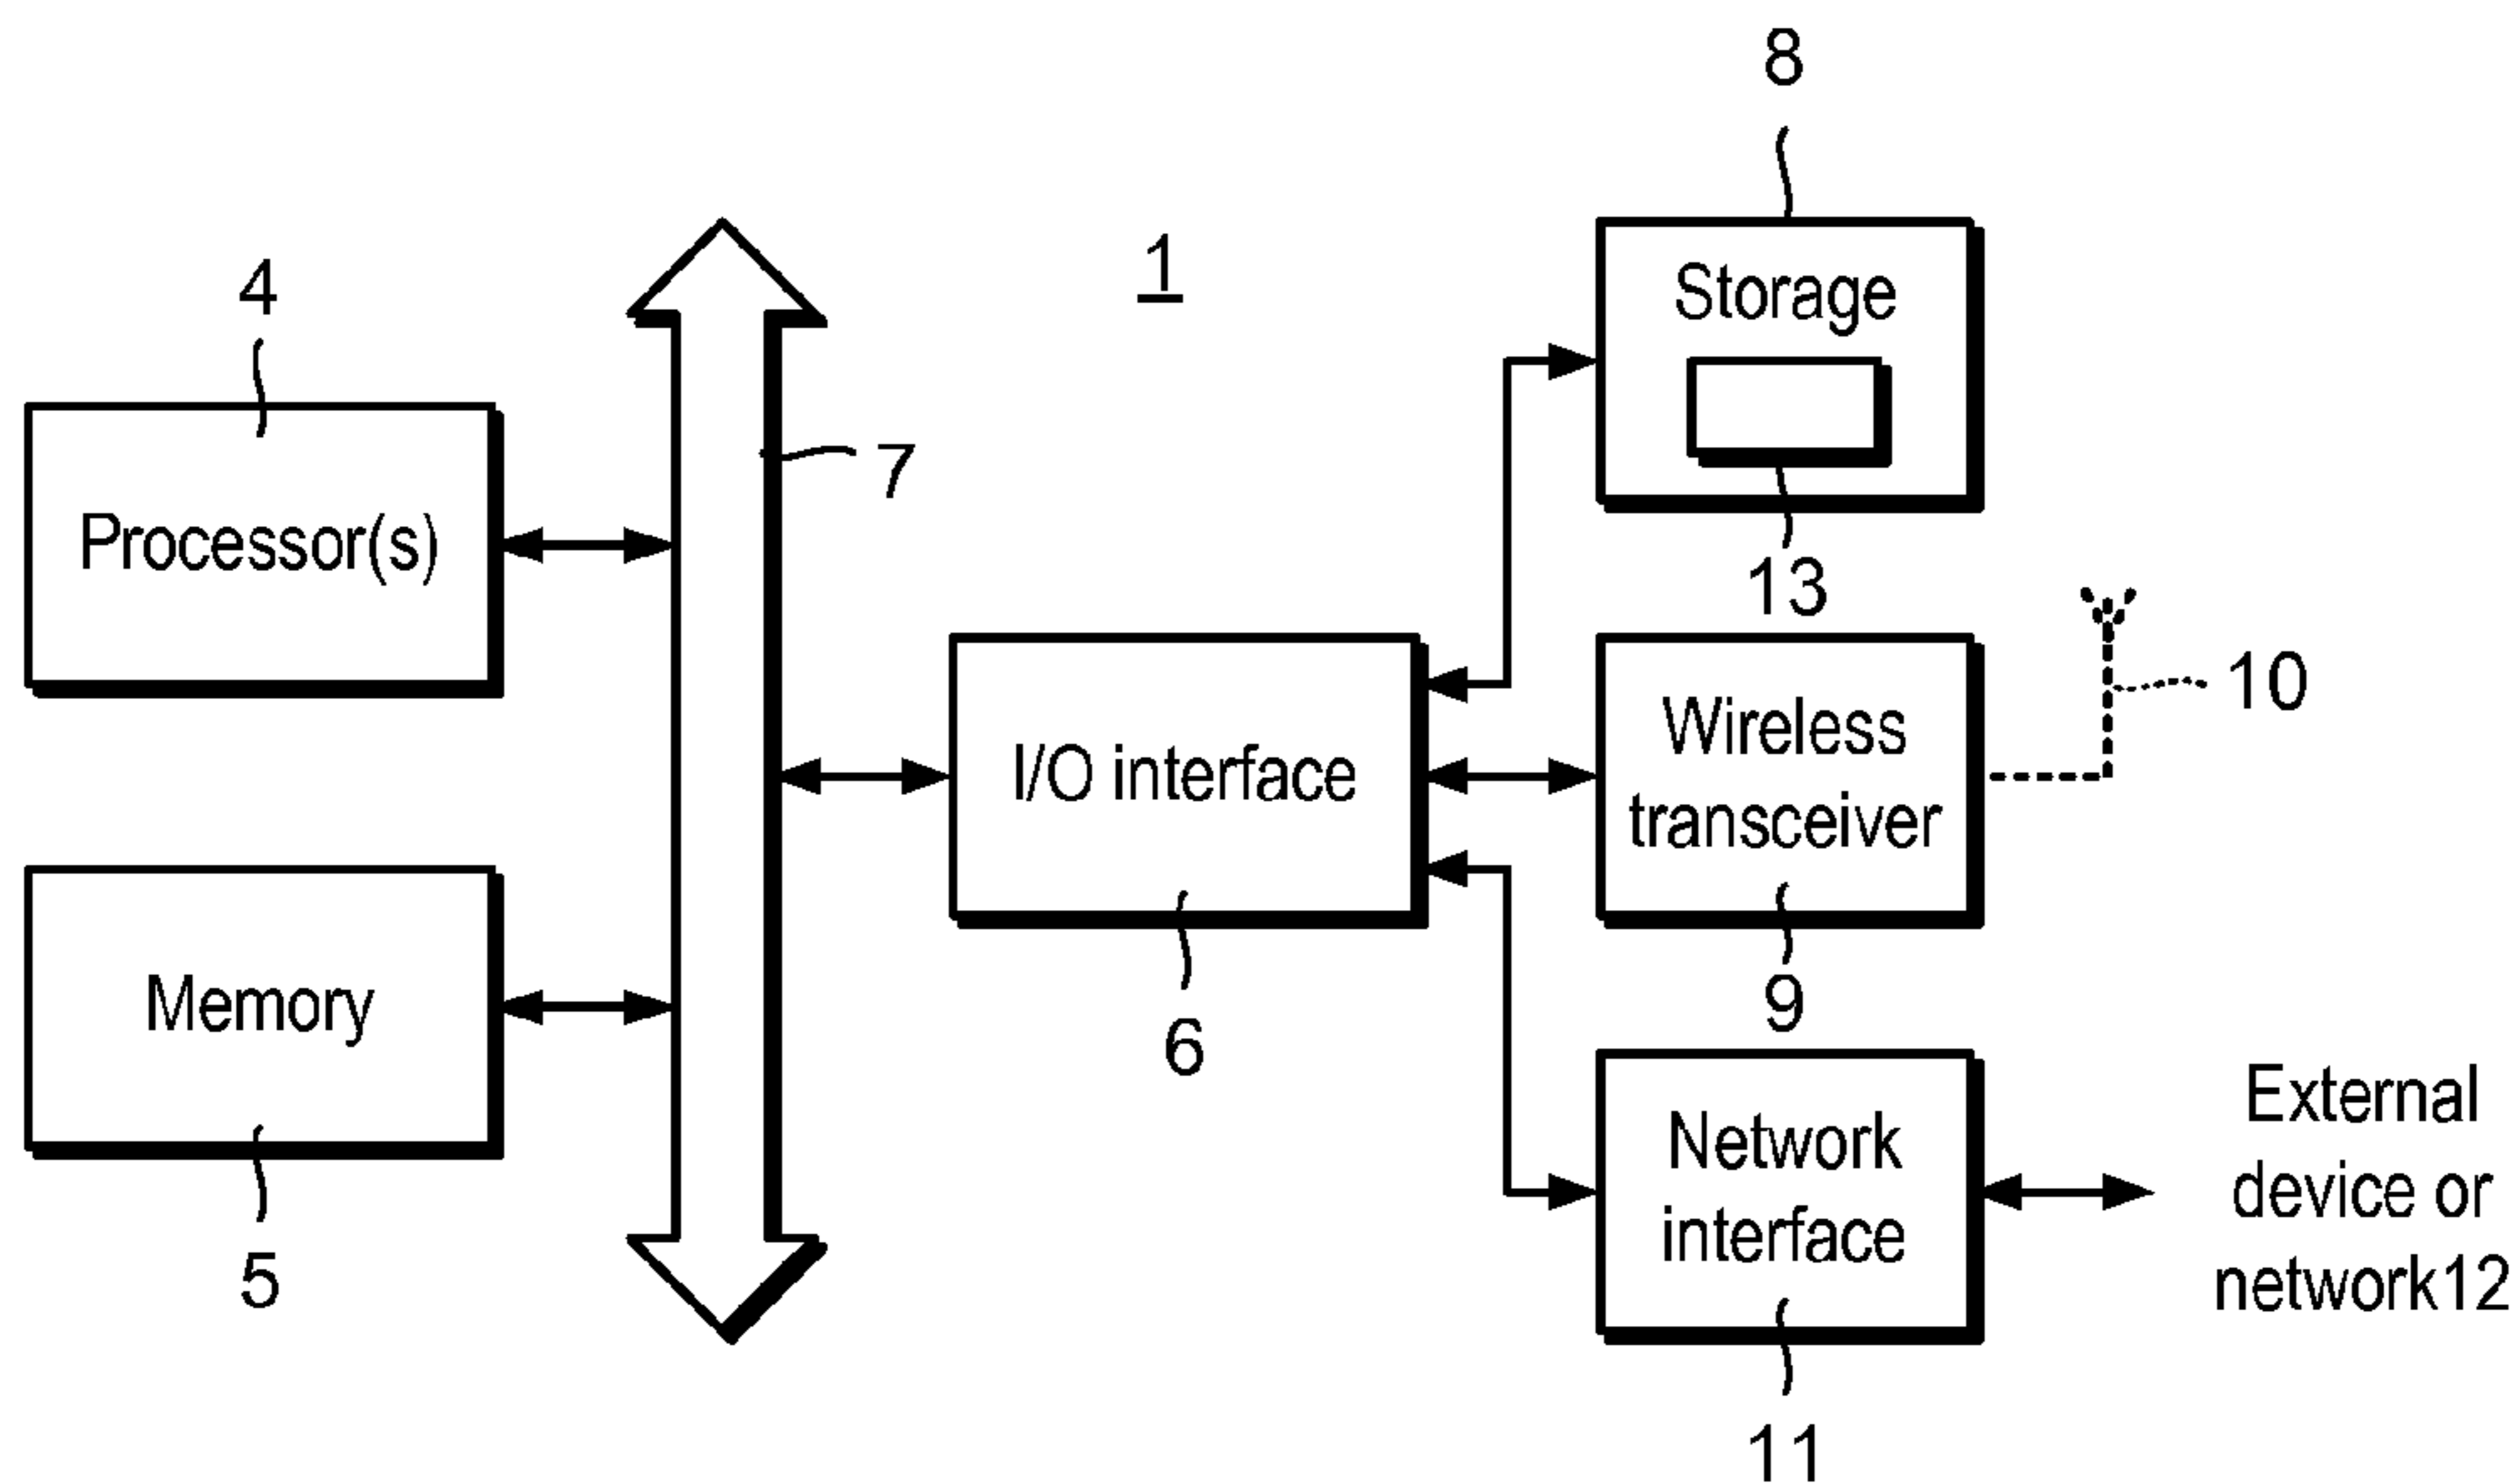 8
1
Storage
4
7
Processor(s)
13
10
Wireless
I/O interface
transceiver
Memory
9
6
External
Network
device or
interface
network12
5
11